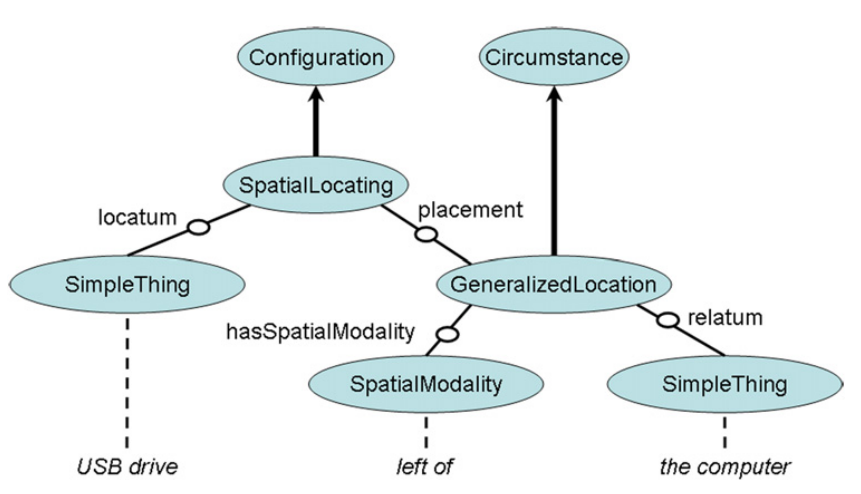 Configuration
Circumstance
SpatialLocating
locatum
placement
SimpleThing
GeneralizedLocation
hasSpatialModality
relatum
SpatialModality
SimpleThing
USB drive
left of
the computer